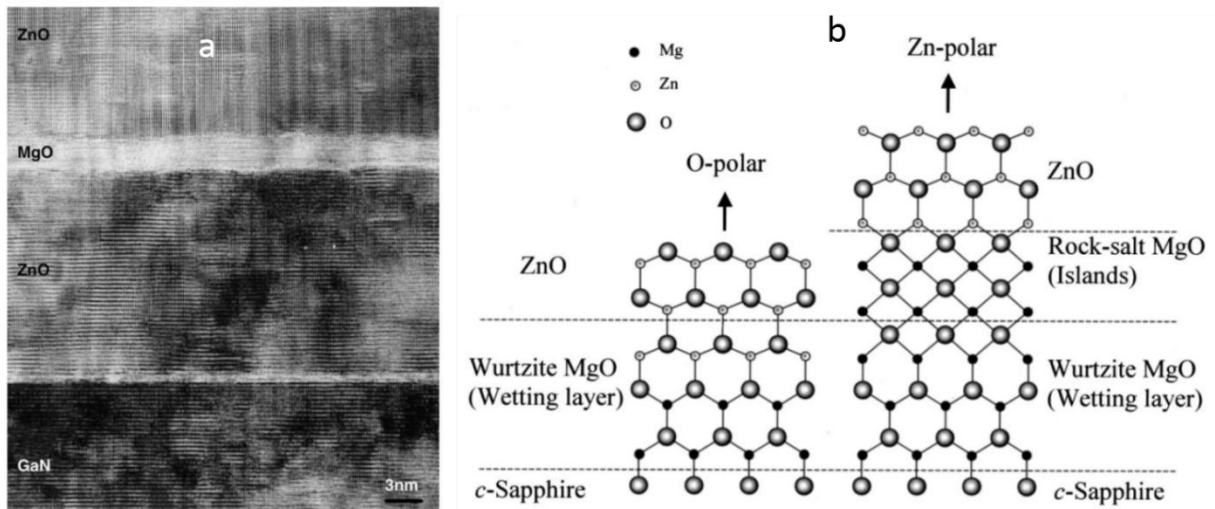 ZnO
a
MgO
ZnO
GaN
3nm
b
Mg
Zn
O
O-polar
Zn-polar
ZnO
ZnO
Rock-salt MgO
(Islands)
Wurtzite MgO
(Wetting layer)
Wurtzite MgO
(Wetting layer)
c-Sapphire
c-Sapphire